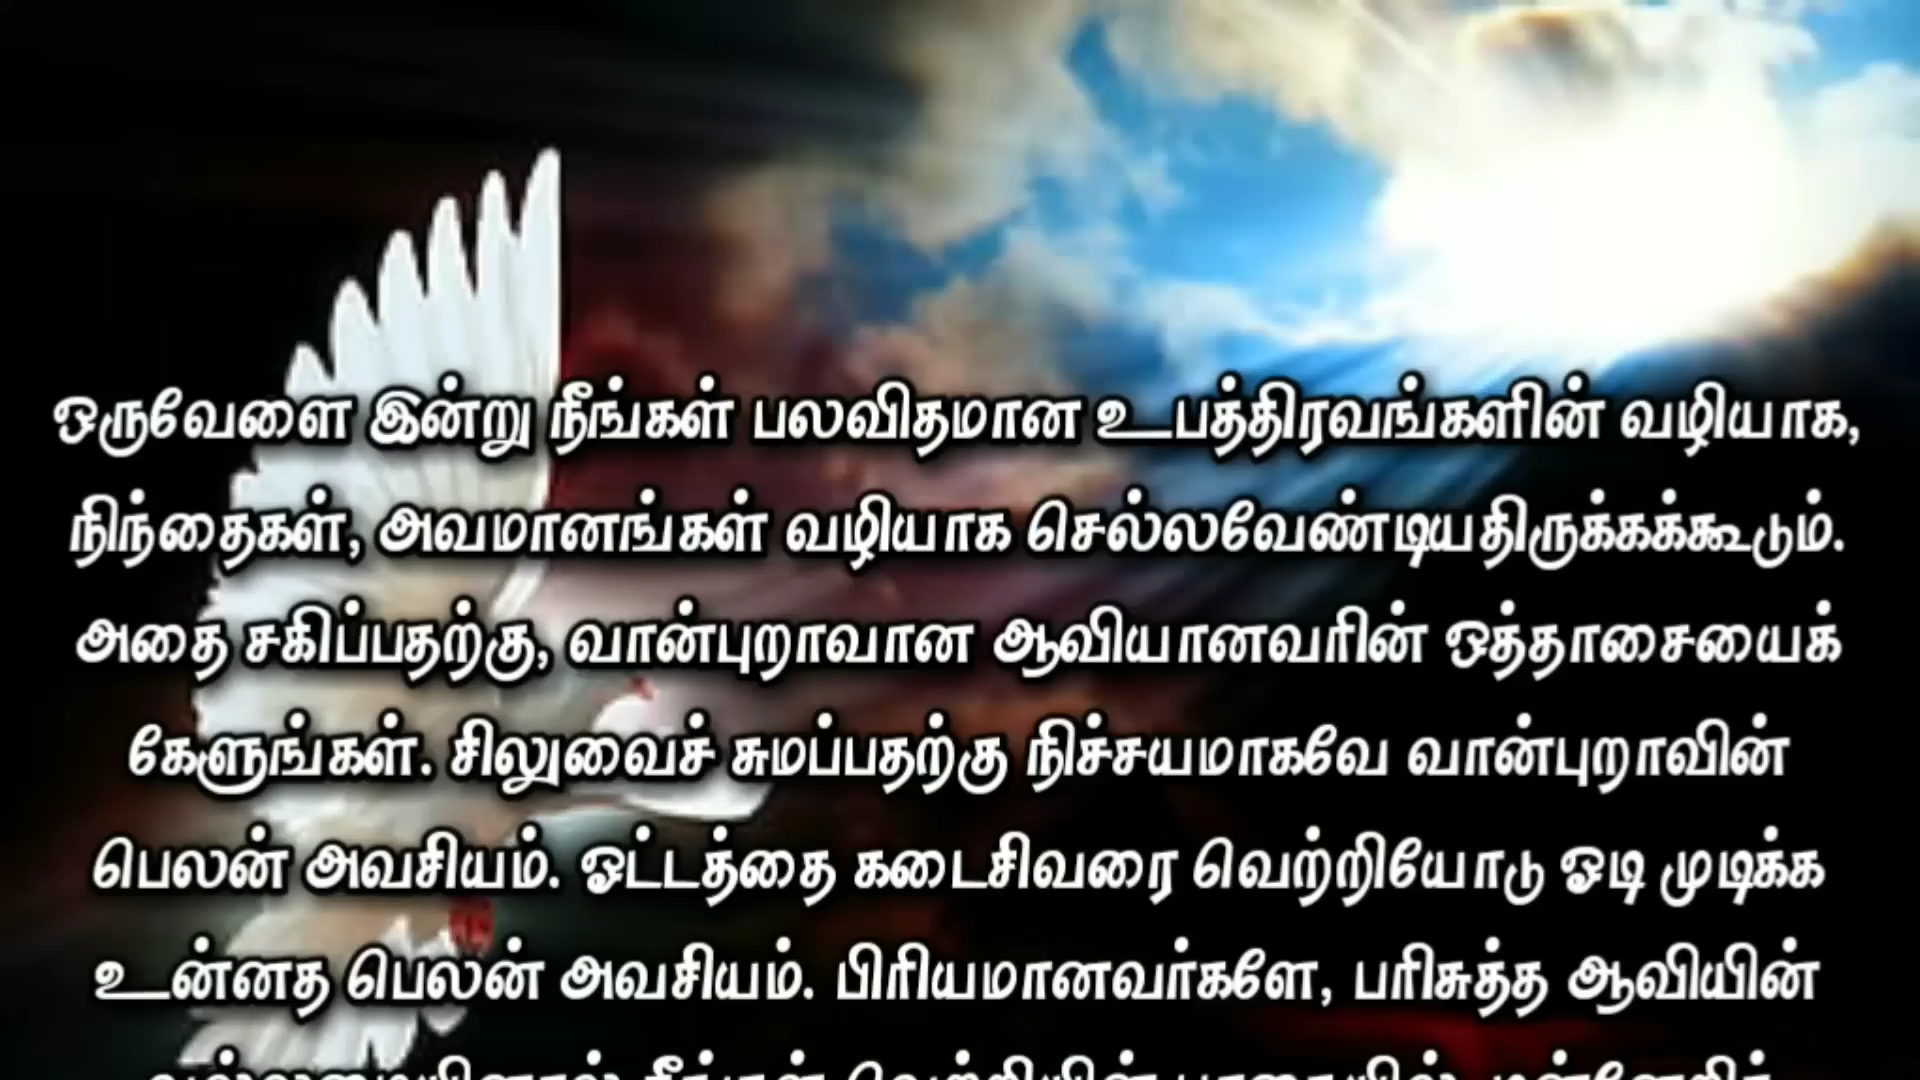 ஒருவேளை இன்று நீங்கள் பலவிதமான உபத்திரவங்களின் வழியாக,
நிந்தைகள், அவமானங்கள் வழியாக செல்லவேண்டியதிருக்கக்கூடும்.
அதை சகிப்பதற்கு, வான்புறாவான ஆவியானவரின் ஒத்தாசையைக்
கேளுங்கள். சிலுவைச் சுமப்பதற்கு நிச்சயமாகவே வான்புறாவின்
பெலன் அவசியம். ஓட்டத்தை கடைசிவரை வெற்றியோடு ஓடி முடிக்க
உன்னத பெலன் அவசியம். பிரியமானவர்களே, பரிசுத்த ஆவியின்